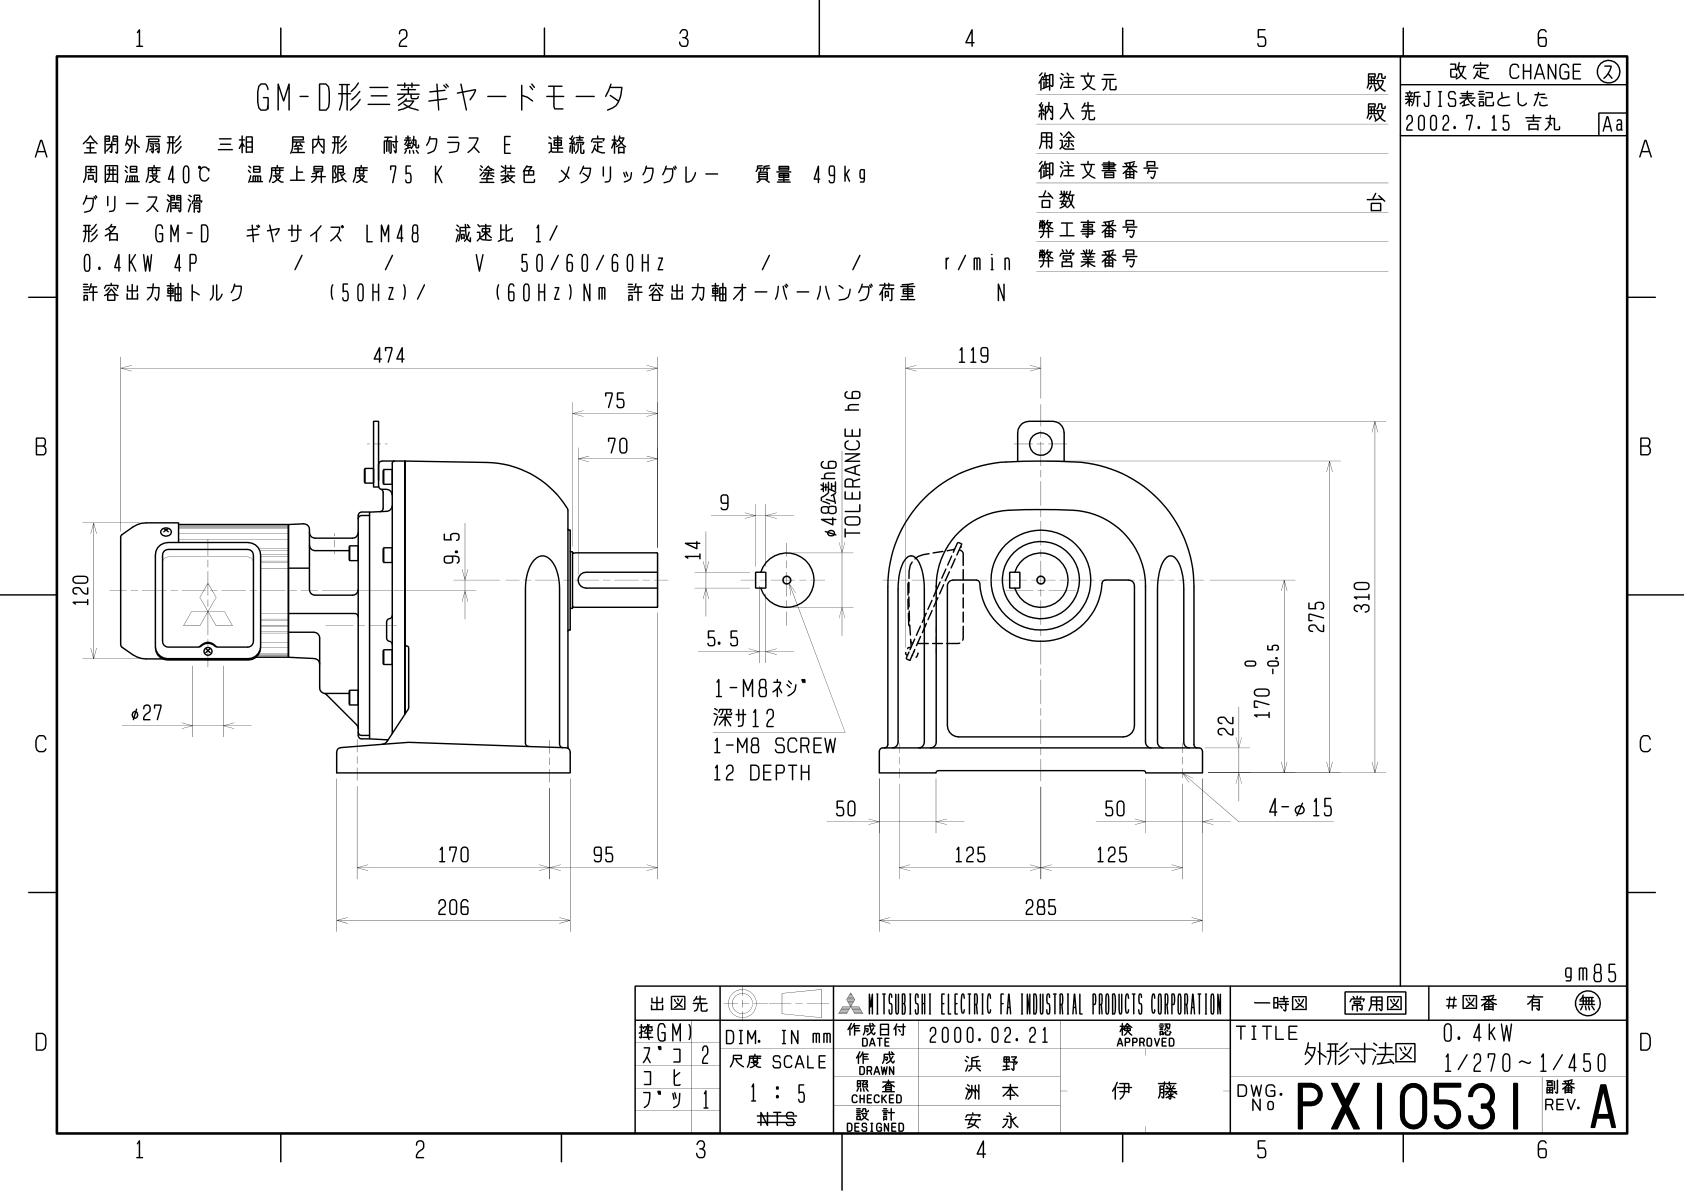 1 2 3 4 5 6
A
B
C
D
GM-D形三菱ギヤードモータ
全閉外扇形 三相 屋内形 耐熱クラス E 連続定格
周囲温度40℃ 温度上昇限度 75 K 塗装色 メタリックグレー 質量 49kg
グリース潤滑
形名 GM-D ギヤサイズ LM48 減速比 1/
0.4KW 4P / / V 50/60/60Hz / / r/min
許容出力軸トルク (50Hz)/ (60Hz)Nm 許容出力軸オーバーハング荷重 N
御注文元 殿
納入先 殿
用途
御注文書番号
台数 台
弊工事番号
弊営業番号
改定 CHANGE ス
新JIS表記とした
2002.7.15 吉丸 Aa
A
B
C
D
474
75
70
9.5
120
φ27
170
95
206
9
14
5.5
φ48公差h6
TOLERANCE h6
1-M8ネジ
深サ12
1-M8 SCREW
12 DEPTH
119
310
275
170 0 -0.5
22
50
50
4-φ15
125
125
285
gm85
出図先
GM)
ズコ 2
コヒ
ブツ 1
DIM. IN mm
尺度 SCALE
1 : 5
NTS
MITSUBISHI ELECTRIC FA INDUSTRIAL PRODUCTS CORPORATION
作成日付 DATE 2000.02.21
作成 DRAWN 浜野
照査 CHECKED 洲本
設計 DESIGNED 安永
検認 APPROVED
伊藤
一時図 常用図 #図番 有 無
TITLE 外形寸法図
0.4kW
1/270~1/450
DWG. No PX10531
副番 REV. A
1 2 3 4 5 6